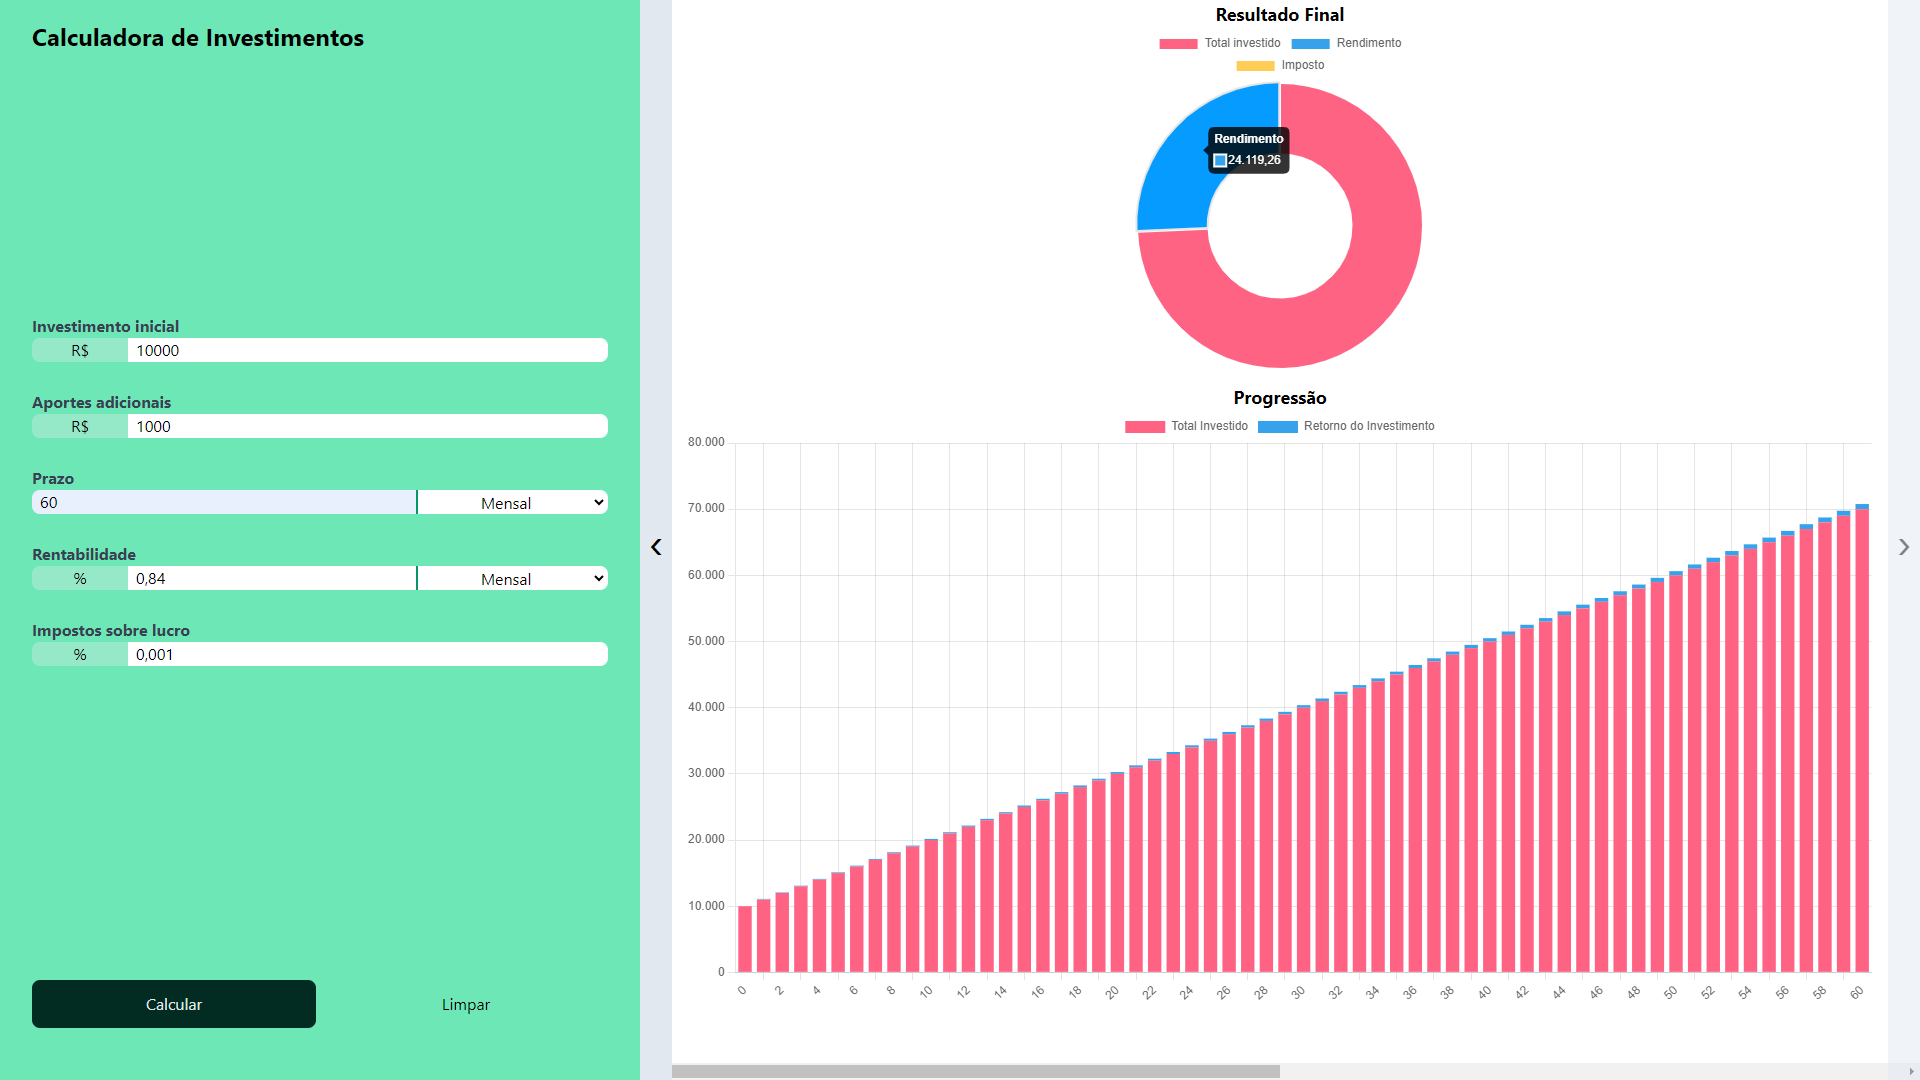 Calculadora de Investimentos
Investimento inicial
R$ 10000
Aportes adicionais
R$ 1000
Prazo
60 Mensal
Rentabilidade
% 0,84 Mensal
Impostos sobre lucro
% 0,001
Calcular Limpar
Resultado Final
Total investido Rendimento
Imposto
Rendimento
24.119,26
Progressão
Total Investido Retorno do Investimento
80.000
70.000
60.000
50.000
40.000
30.000
20.000
10.000
0
0 2 4 6 8 10 12 14 16 18 20 22 24 26 28 30 32 34 36 38 40 42 44 46 48 50 52 54 56 58 60